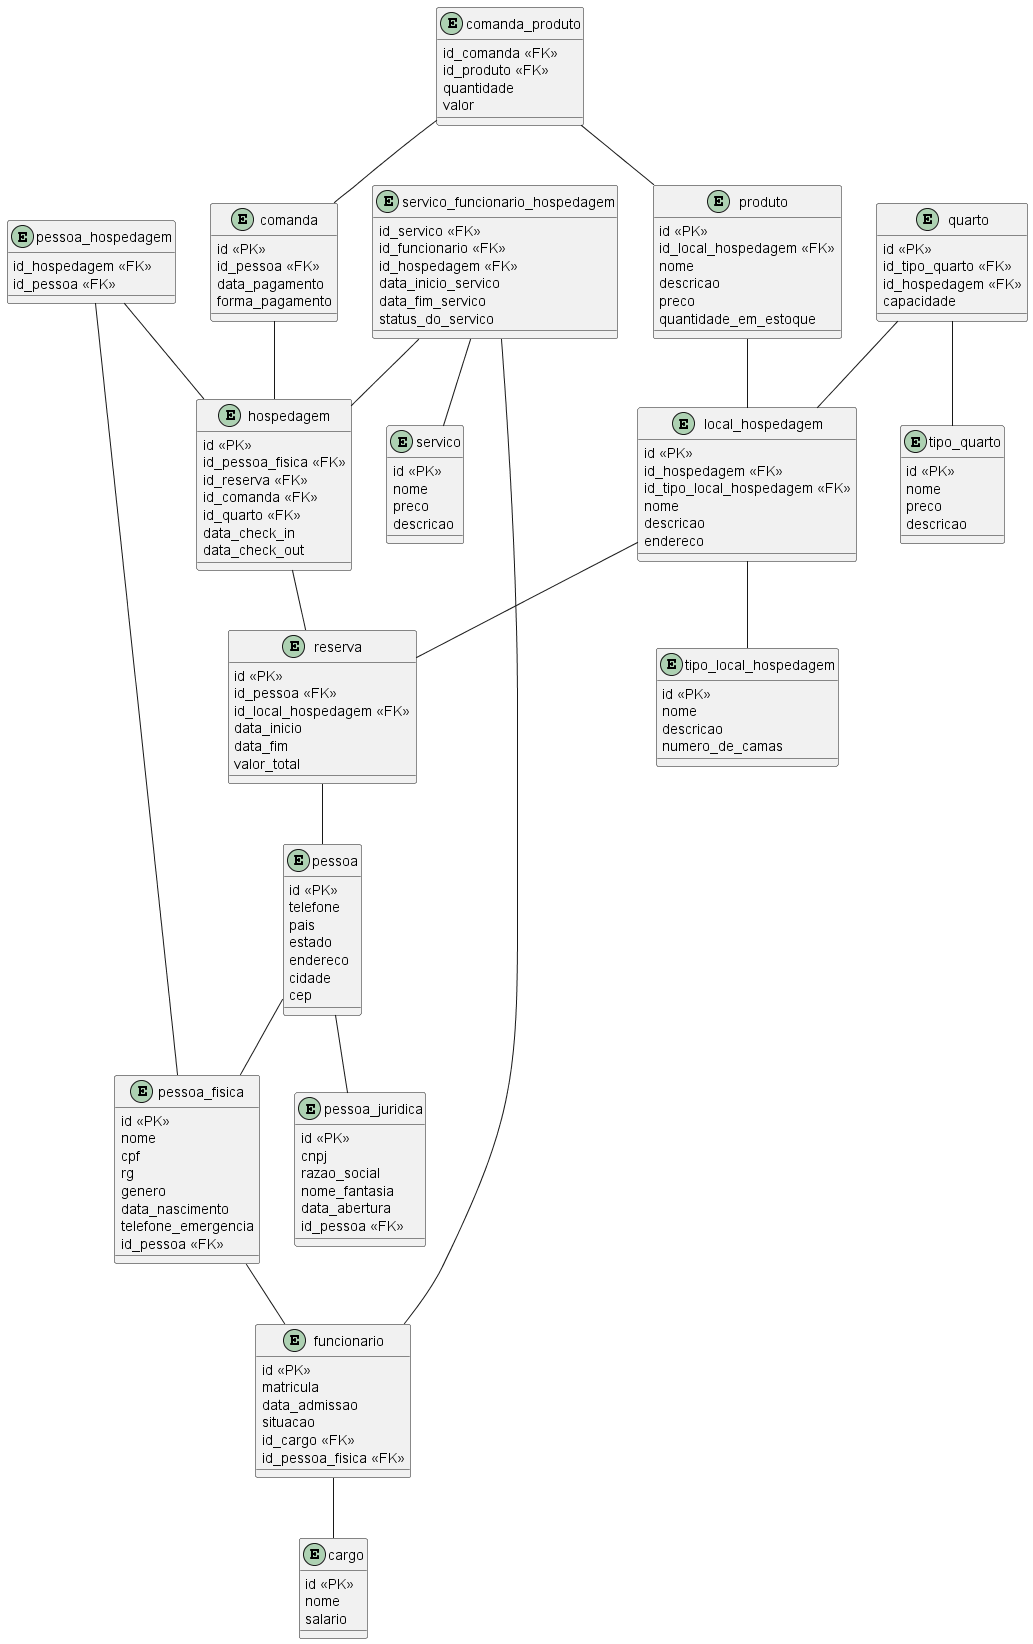 E comanda_produto
id_comanda «FK»
id_produto «FK»
quantidade
valor
E pessoa_hospedagem
id_hospedagem «FK»
id_pessoa «FK»
E comanda
id «PK»
id_pessoa «FK»
data_pagamento
forma_pagamento
E servico_funcionario_hospedagem
id_servico «FK»
id_funcionario «FK»
id_hospedagem «FK»
data_inicio_servico
data_fim_servico
status_do_servico
E produto
id «PK»
id_local_hospedagem «FK»
nome
descricao
preco
quantidade_em_estoque
E quarto
id «PK»
id_tipo_quarto «FK»
id_hospedagem «FK»
capacidade
E hospedagem
id «PK»
id_pessoa_fisica «FK»
id_reserva «FK»
id_comanda «FK»
id_quarto «FK»
data_check_in
data_check_out
E servico
id «PK»
nome
preco
descricao
E local_hospedagem
id «PK»
id_hospedagem «FK»
id_tipo_local_hospedagem «FK»
nome
descricao
endereco
E tipo_quarto
id «PK»
nome
preco
descricao
E reserva
id «PK»
id_pessoa «FK»
id_local_hospedagem «FK»
data_inicio
data_fim
valor_total
E tipo_local_hospedagem
id «PK»
nome
descricao
numero_de_camas
E pessoa
id «PK»
telefone
pais
estado
endereco
cidade
cep
E pessoa_fisica
id «PK»
nome
cpf
rg
genero
data_nascimento
telefone_emergencia
id_pessoa «FK»
E pessoa_juridica
id «PK»
cnpj
razao_social
nome_fantasia
data_abertura
id_pessoa «FK»
E funcionario
id «PK»
matricula
data_admissao
situacao
id_cargo «FK»
id_pessoa_fisica «FK»
E cargo
id «PK»
nome
salario